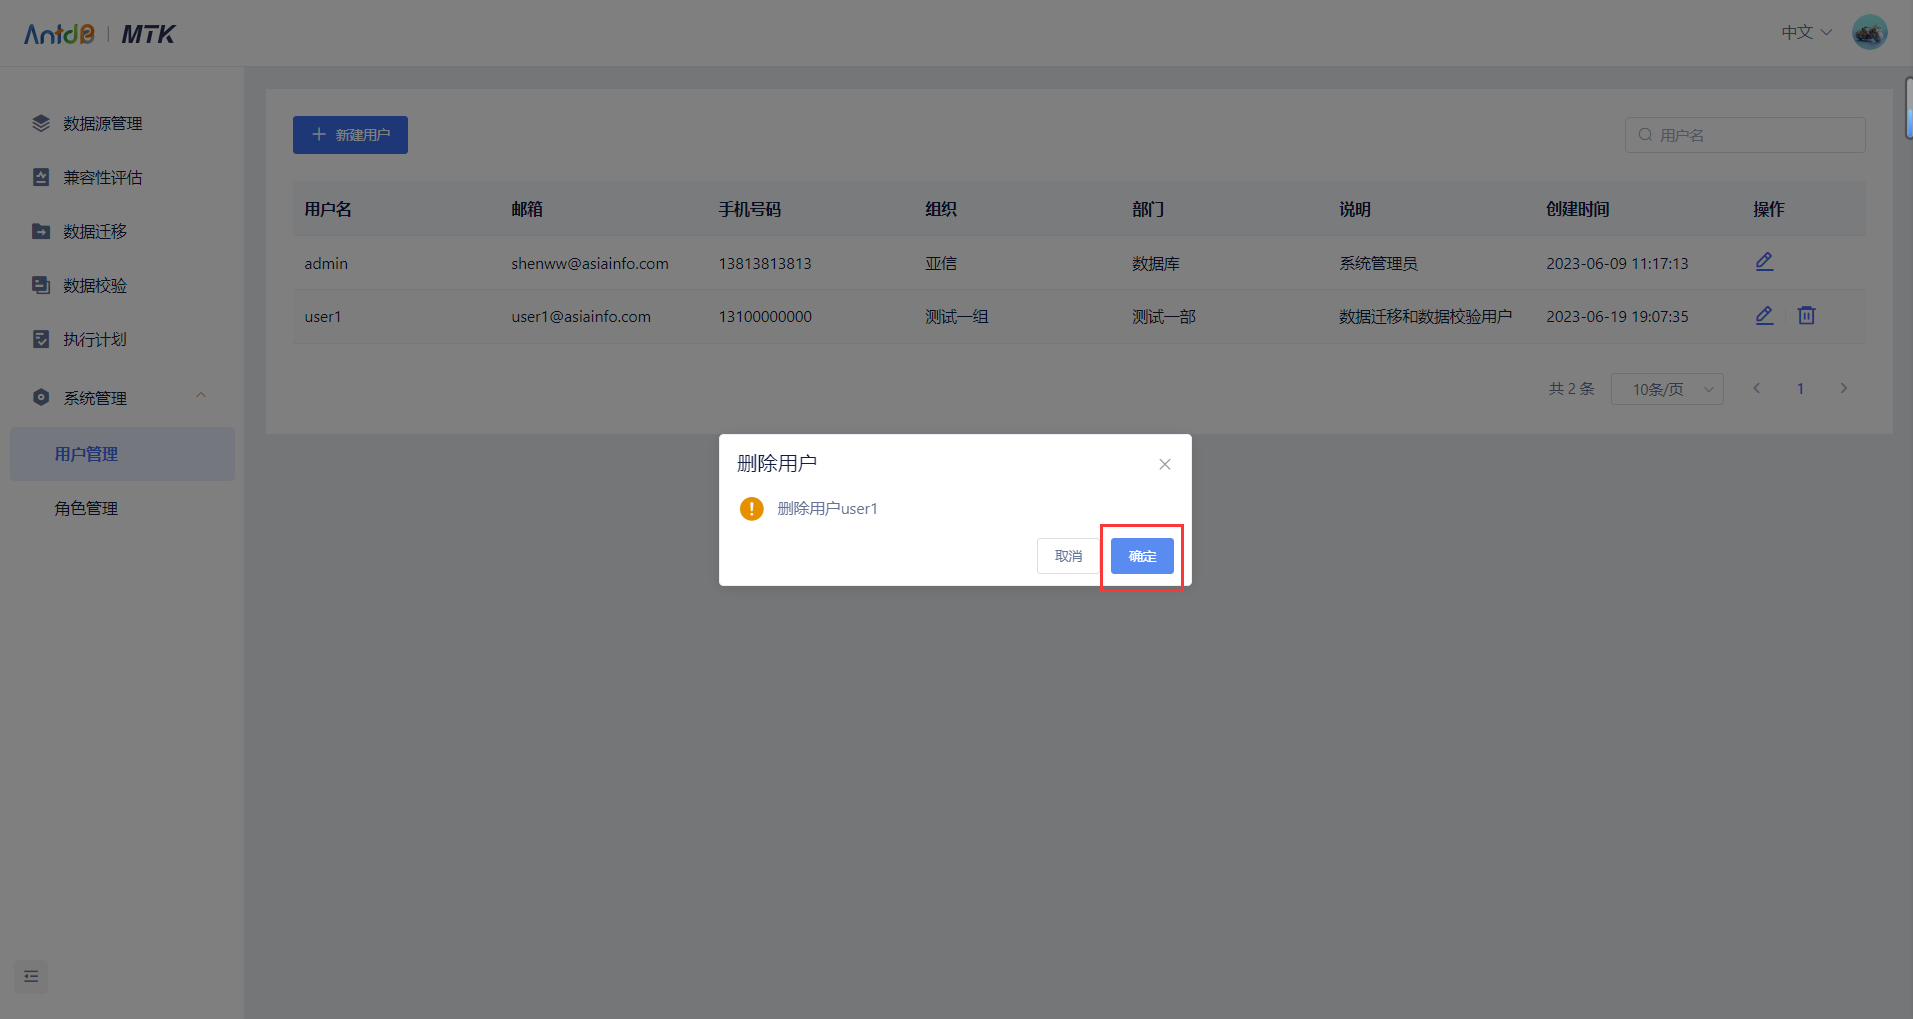 AntdB | MTK
中文
数据源管理
兼容性评估
数据迁移
数据校验
执行计划
系统管理
用户管理
角色管理
新建用户
用户名
用户名 邮箱 手机号码 组织 部门 说明 创建时间 操作
admin shenww@asiainfo.com 13813813813 亚信 数据库 系统管理员 2023-06-09 11:17:13
user1 user1@asiainfo.com 13100000000 测试一组 测试一部 数据迁移和数据校验用户 2023-06-19 19:07:35
共 2 条 10条/页 1
删除用户
删除用户user1
取消 确定